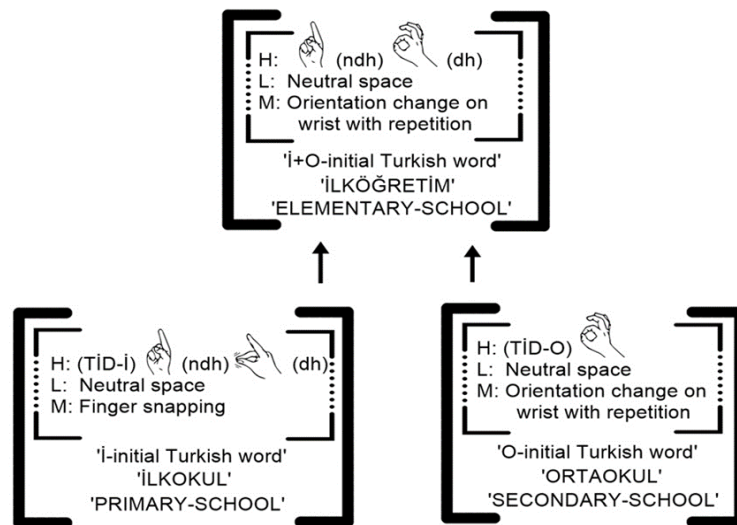 H: (ndh) (dh)
L: Neutral space
M: Orientation change on
wrist with repetition
'İ+O-initial Turkish word'
'İLKÖĞRETİM'
'ELEMENTARY-SCHOOL'
H: (TİD-İ) (ndh) (dh)
L: Neutral space
M: Finger snapping
'İ-initial Turkish word'
'İLKOKUL'
'PRIMARY-SCHOOL'
H: (TİD-O)
L: Neutral space
M: Orientation change on
wrist with repetition
'O-initial Turkish word'
'ORTAOKUL'
'SECONDARY-SCHOOL'